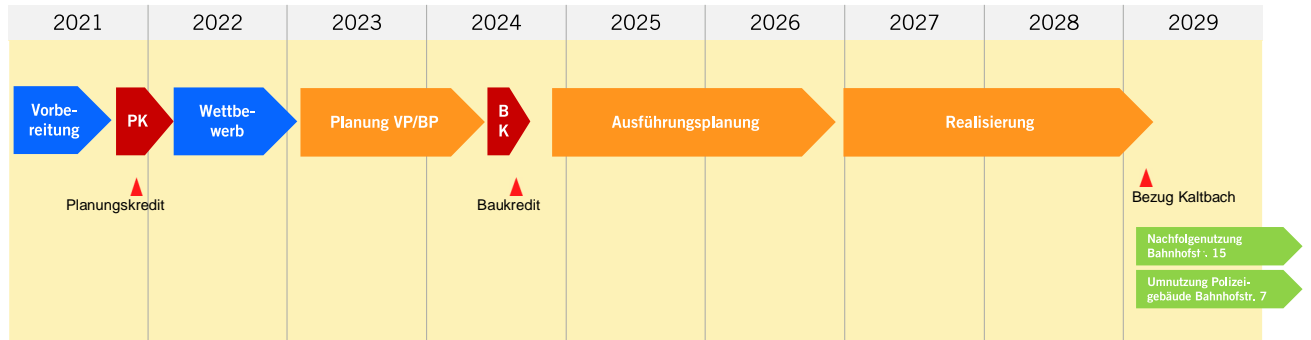 2021 2022 2023 2024 2025 2026 2027 2028 2029
Vorbe-
reitung
PK
Wettbe-
werb
Planung VP/BP
B
K
Ausführungsplanung
Realisierung
Planungskredit
Baukredit
Bezug Kaltbach
Nachfolgenutzung
Bahnhofstr. 15
Umnutzung Polizei-
gebäude Bahnhofstr. 7